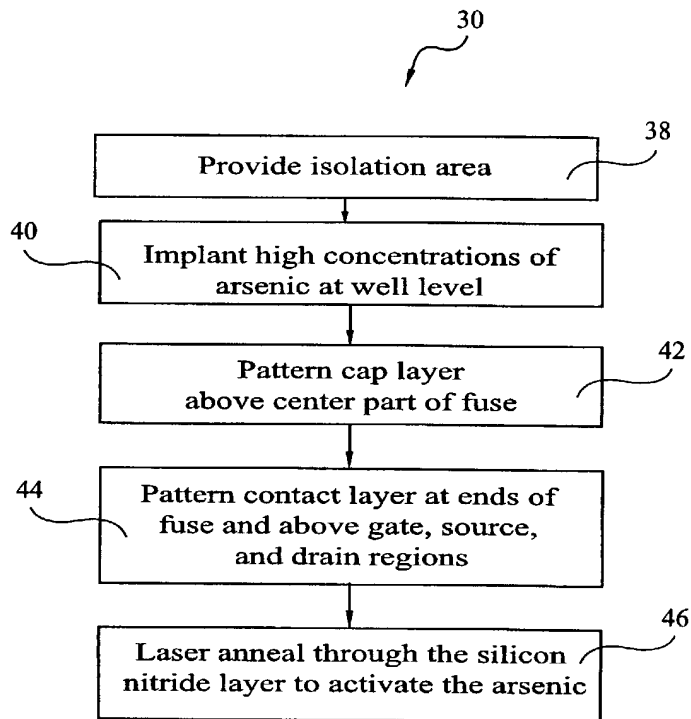 30
Provide isolation area
38
40
Implant high concentrations of
arsenic at well level
Pattern cap layer
above center part of fuse
42
44
Pattern contact layer at ends of
fuse and above gate, source,
and drain regions
46
Laser anneal through the silicon
nitride layer to activate the arsenic